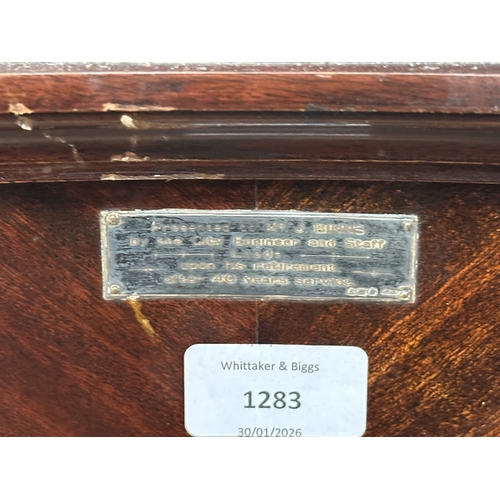 Presented to Mr J
by the City Engineer and Staff
upon his retirement
after 40 years service
Whittaker & Biggs
1283
30/01/2026